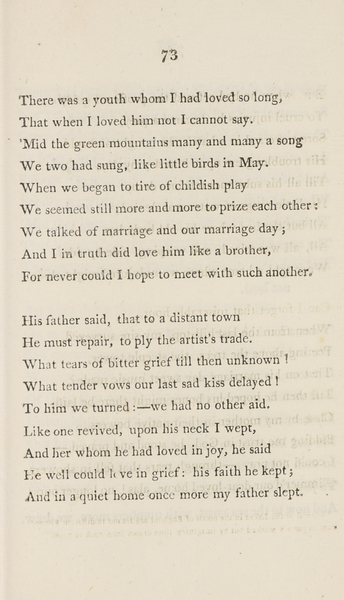 73
There was a youth whom I had loved so long,
That when I loved him not I cannot say.
'Mid the green mountains many and many a song
We two had sung, like little birds in May.
When we began to tire of childish play
We seemed still more and more to prize each other:
We talked of marriage and our marriage day;
And I in truth did love him like a brother,
For never could I hope to meet with such another.
His father said, that to a distant town
He must repair, to ply the artist's trade.
What tears of bitter grief till then unknown!
What tender vows our last sad kiss delayed!
To him we turned:—we had no other aid.
Like one revived, upon his neck I wept,
And her whom he had loved in joy, he said
He well could love in grief: his faith he kept;
And in a quiet home once more my father slept.